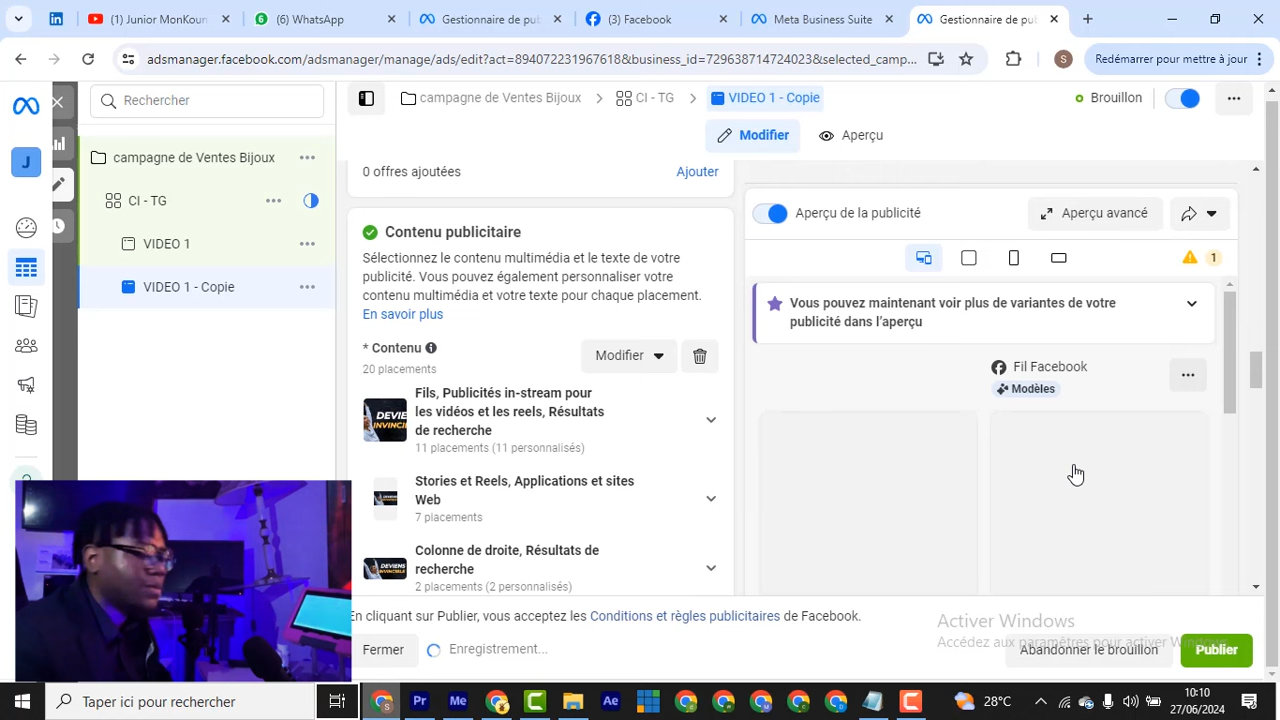 (1) Junior MonKoun
(6) WhatsApp
Gestionnaire de pub
(3) Facebook
Meta Business Suite
Gestionnaire de pub
adsmanager.facebook.com/adsmanager/manage/ads/edit?act=894072231967618&business_id=729638714724023&selected_camp...
S
Redémarrer pour mettre à jour
Rechercher
campagne de Ventes Bijoux
CI - TG
VIDEO 1 - Copie
Brouillon
Modifier
Aperçu
J
campagne de Ventes Bijoux
CI - TG
VIDEO 1
VIDEO 1 - Copie
0 offres ajoutées
Ajouter
Contenu publicitaire
Sélectionnez le contenu multimédia et le texte de votre
publicité. Vous pouvez également personnaliser votre
contenu multimédia et votre texte pour chaque placement.
En savoir plus
* Contenu
20 placements
Modifier
Fils, Publicités in-stream pour
les vidéos et les reels, Résultats
de recherche
11 placements (11 personnalisés)
Stories et Reels, Applications et sites
Web
7 placements
Colonne de droite, Résultats de
recherche
2 placements (2 personnalisés)
Aperçu de la publicité
Aperçu avancé
1
Vous pouvez maintenant voir plus de variantes de votre
publicité dans l'aperçu
Fil Facebook
Modèles
En cliquant sur Publier, vous acceptez les Conditions et règles publicitaires de Facebook.
Activer Windows
Accédez aux paramètres pour activer Windows.
Fermer
Enregistrement...
Abandonner le brouillon
Publier
Taper ici pour rechercher
28°C
10:10
27/06/2024